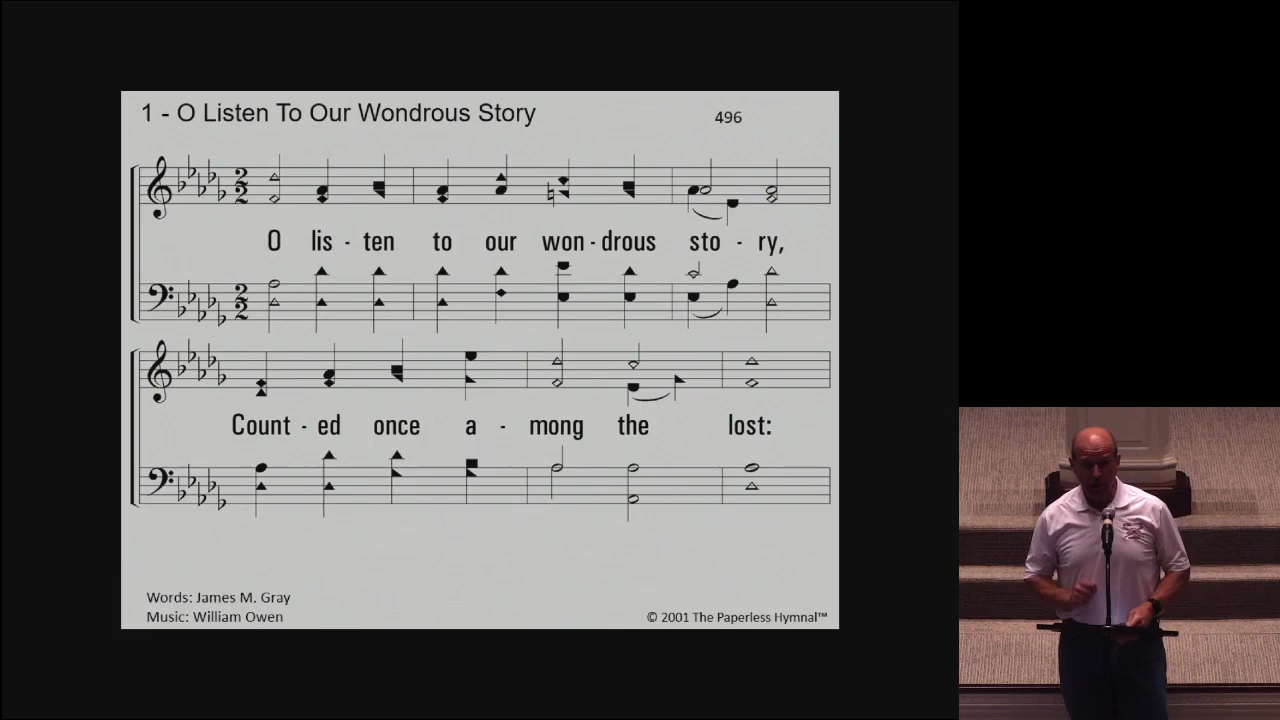 1 - O Listen To Our Wondrous Story
496
O lis - ten to our won - drous sto - ry,
Count - ed once a - mong the lost:
Words: James M. Gray
Music: William Owen
© 2001 The Paperless Hymnal™